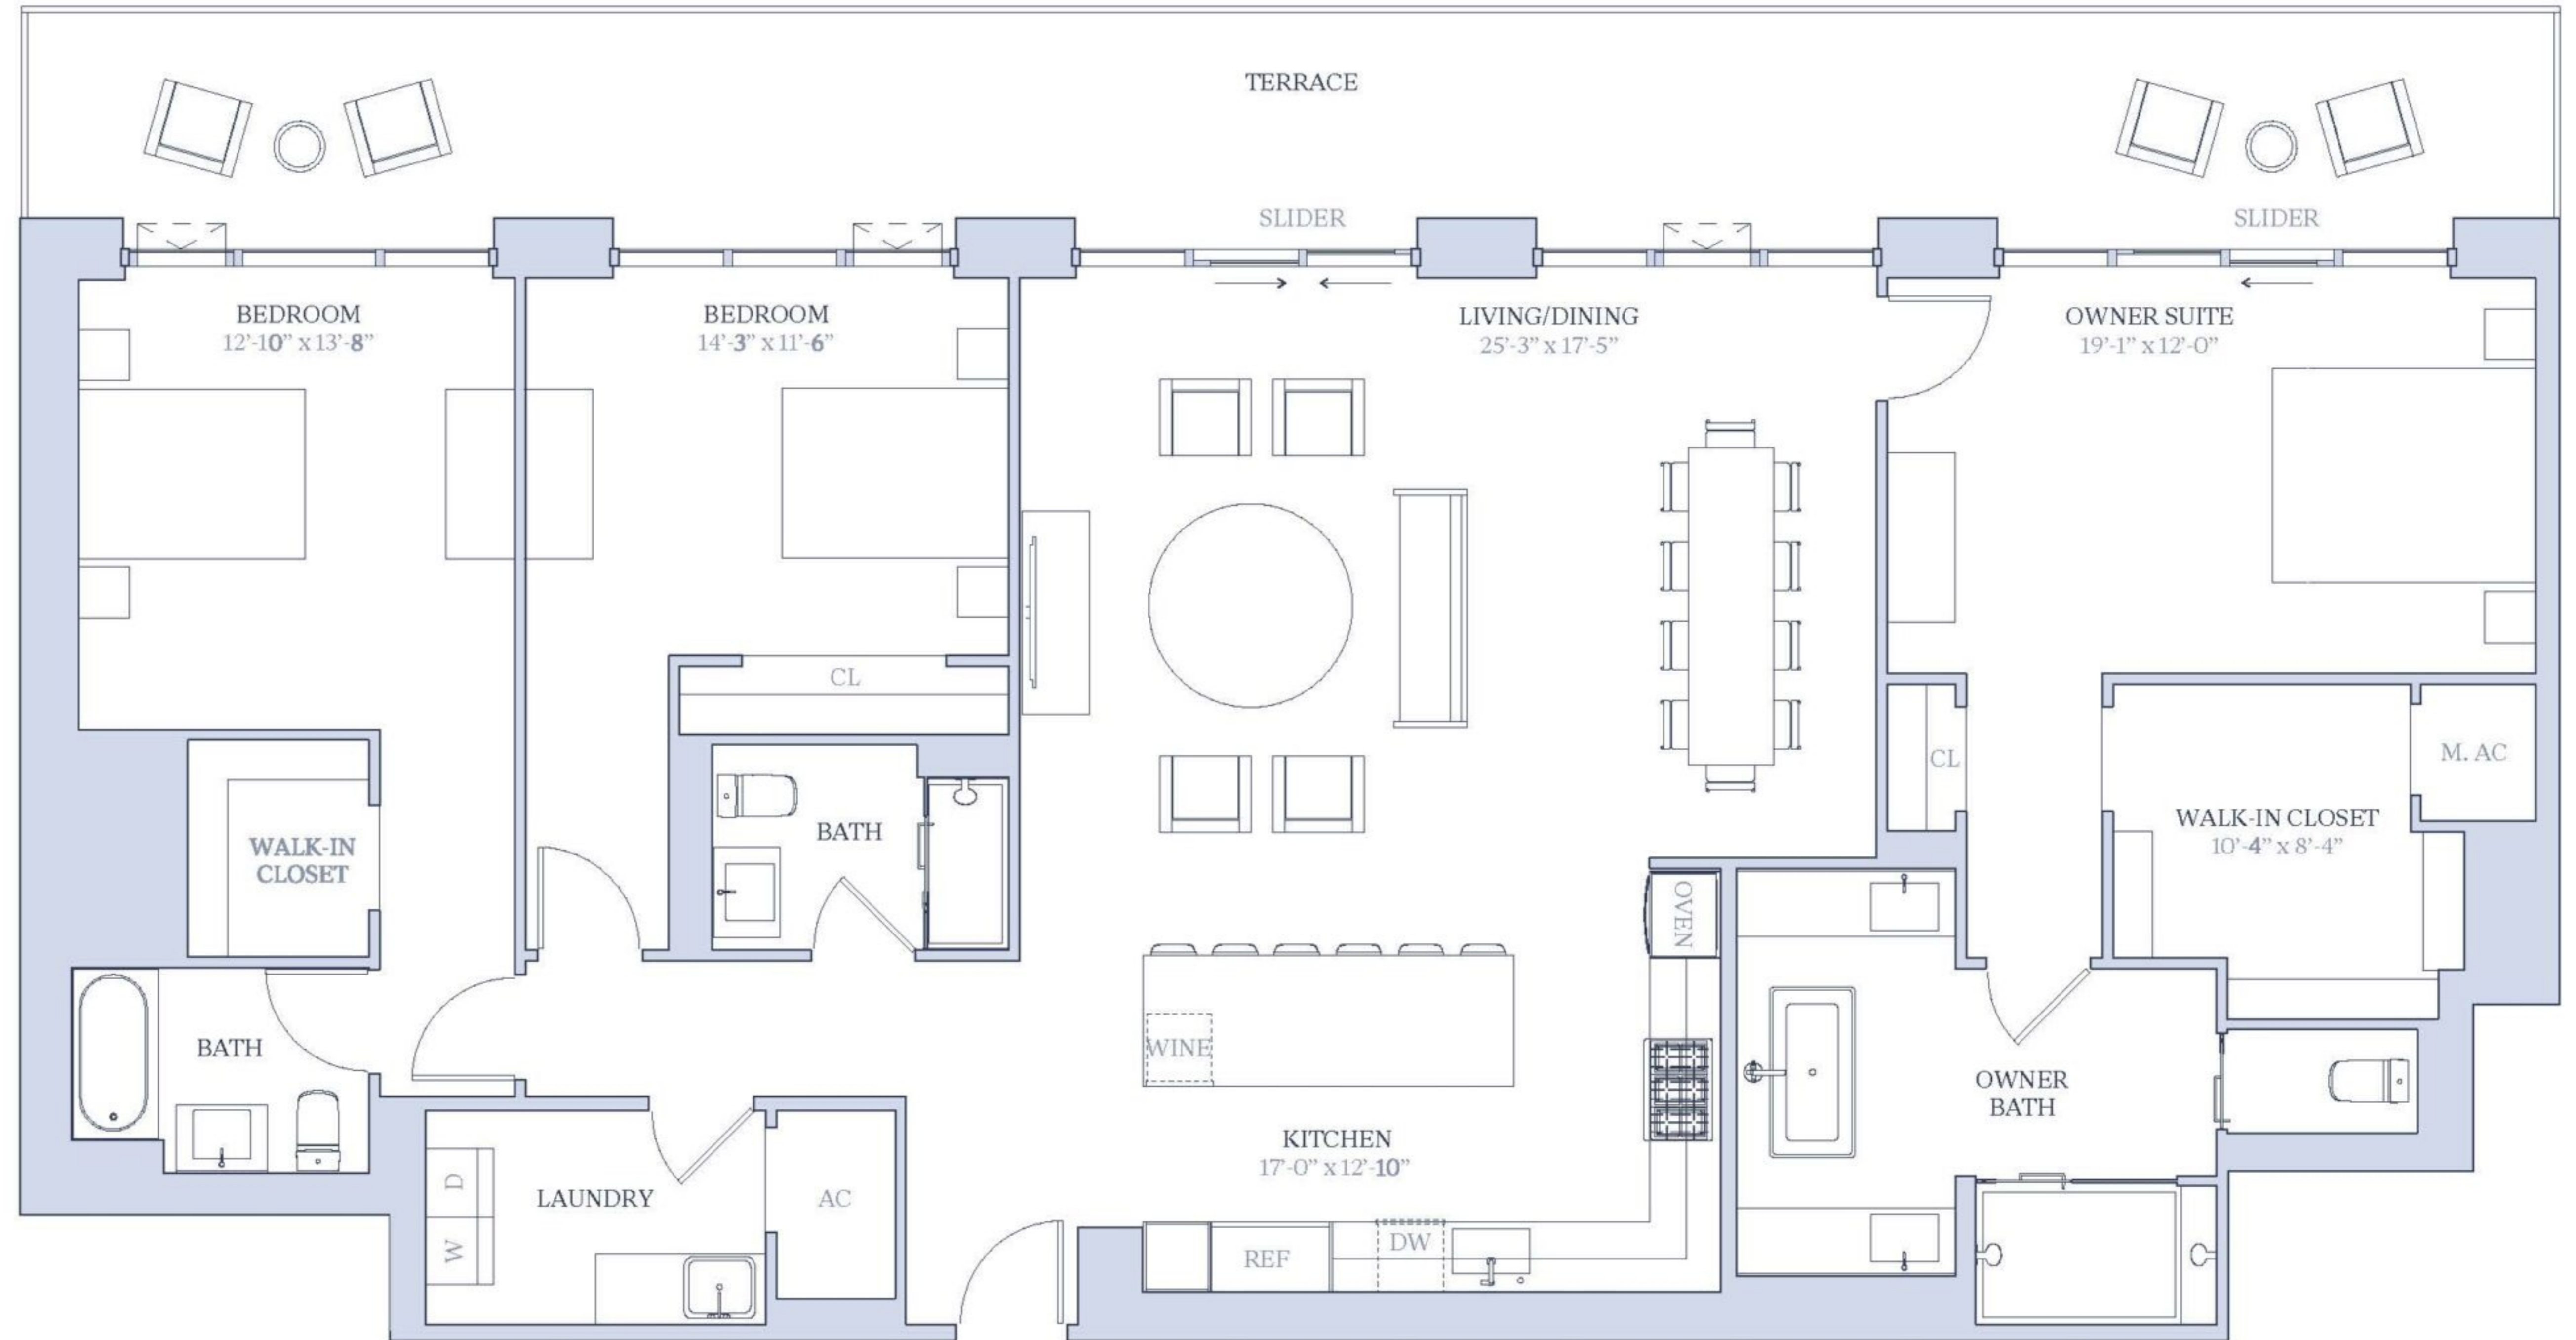 TERRACE
SLIDER
SLIDER
BEDROOM
12'-10" x 13'-8"
BEDROOM
14'-3" x 11'-6"
LIVING/DINING
25'-3" x 17'-5"
OWNER SUITE
19'-1" x 12'-0"
CL
CL
M. AC
WALK-IN
CLOSET
BATH
WALK-IN CLOSET
10'-4" x 8'-4"
OVEN
BATH
WINE
OWNER
BATH
KITCHEN
17'-0" x 12'-10"
D
W
LAUNDRY
AC
REF
DW